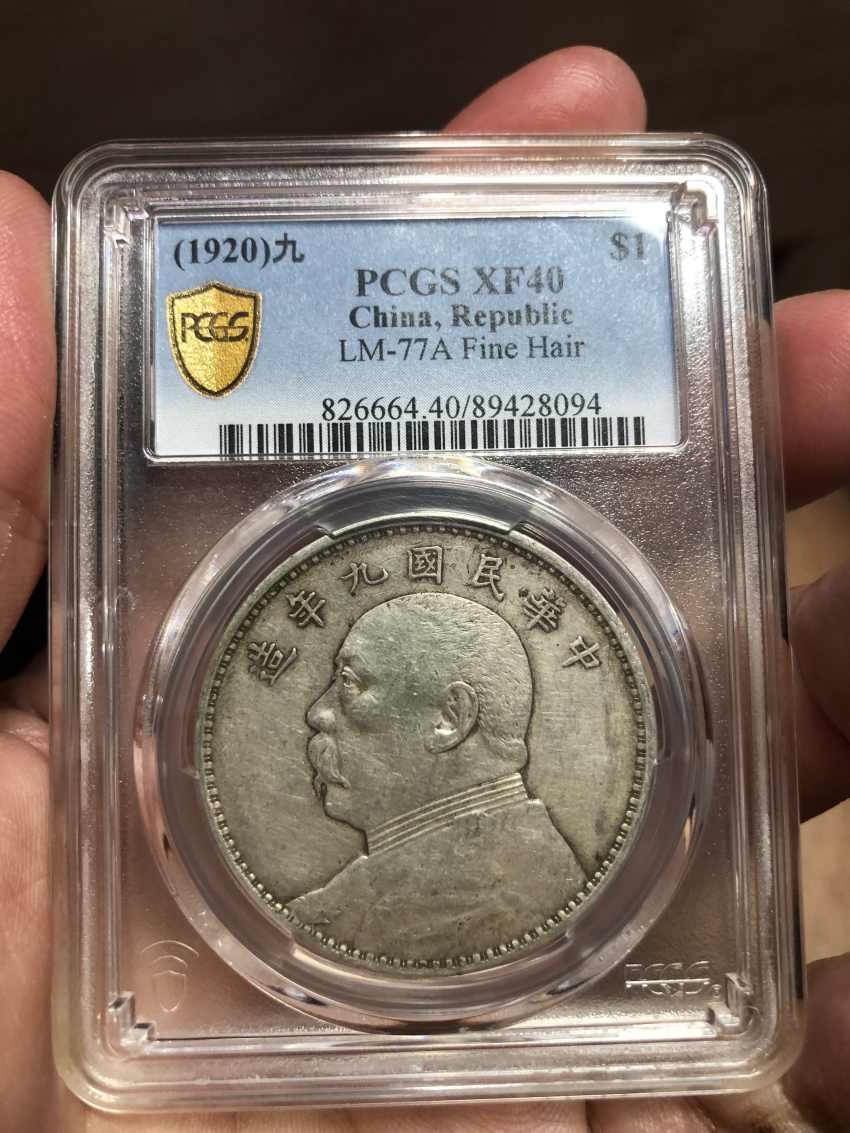 (1920)九 $1
PCGS XF40
PCGS
China, Republic
LM-77A Fine Hair
826664.40/89428094
造年九國民華中
PCGS